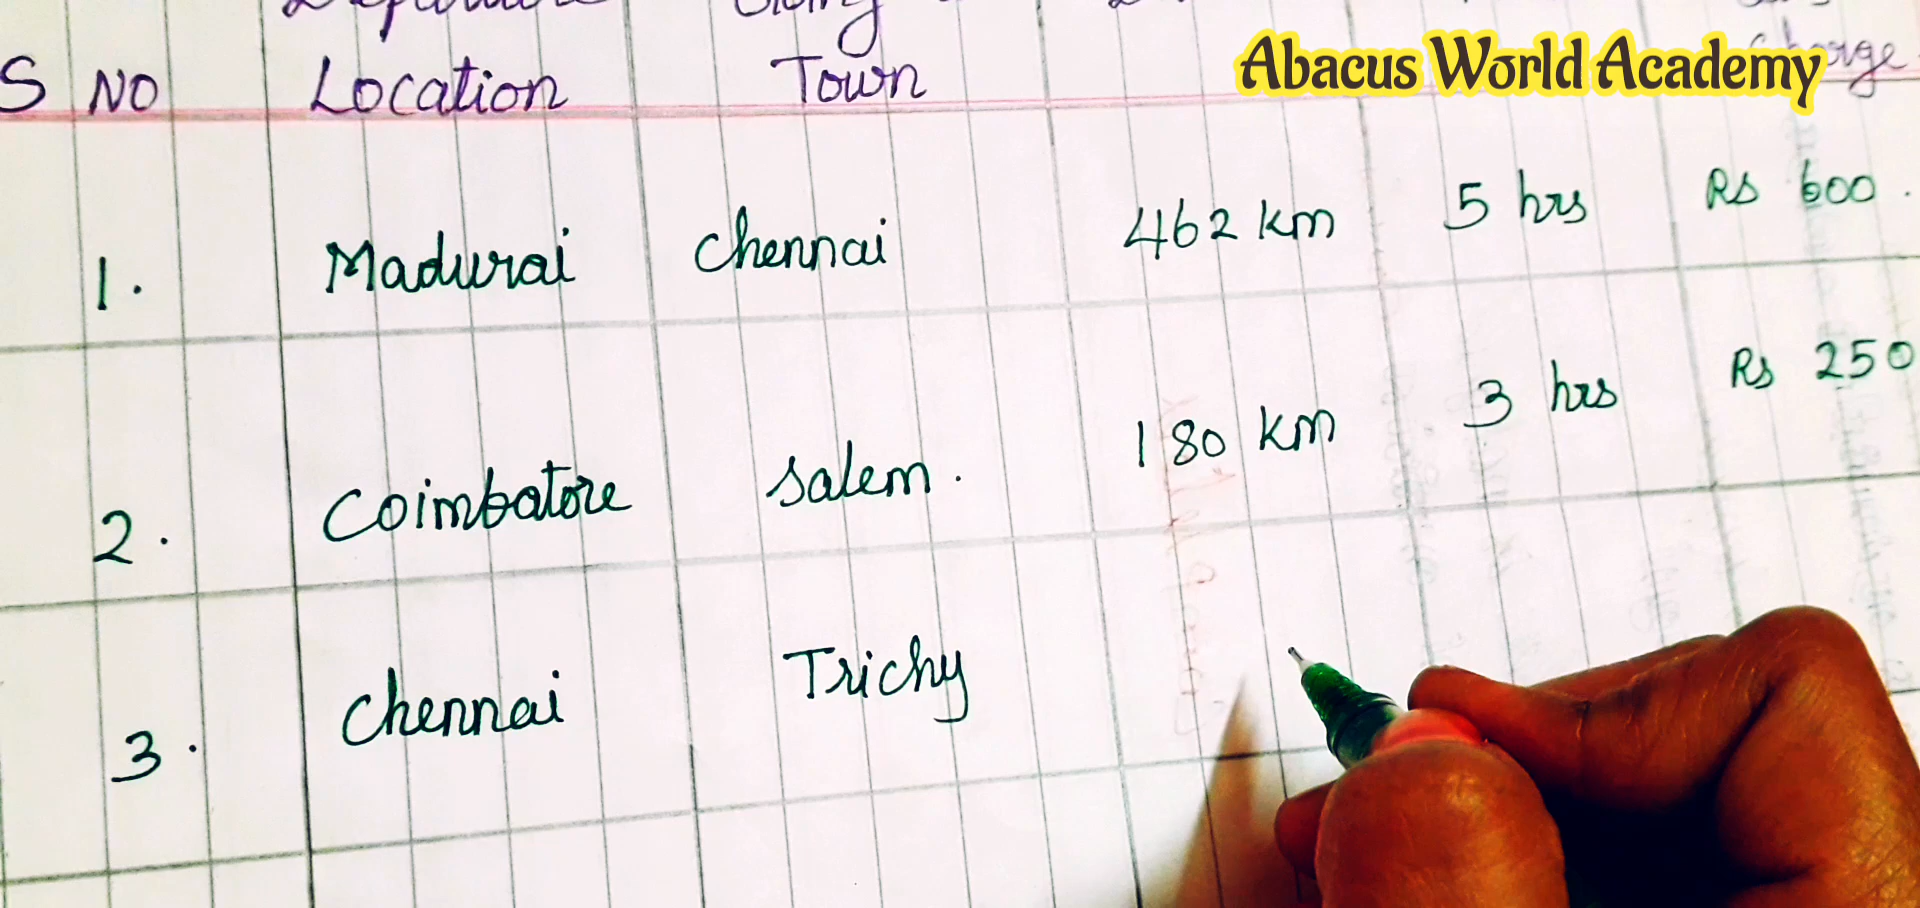 Abacus World Academy
S NO Location Town
1. Madurai Chennai 462 km 5 hrs Rs 600.
2. Coimbatore Salem. 180 km 3 hrs Rs 250
3. Chennai Trichy